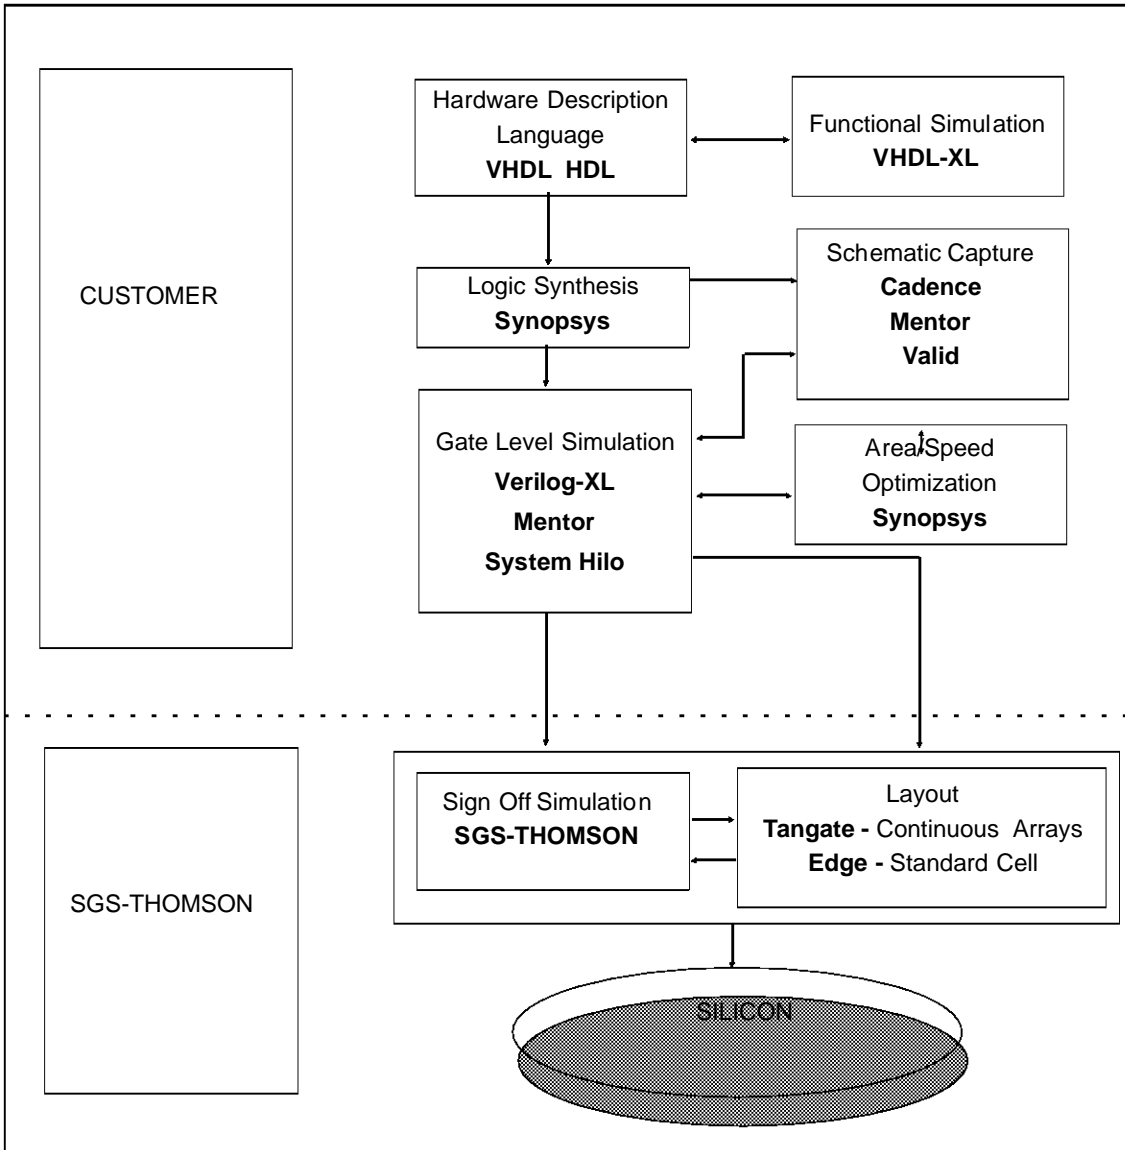 Hardware Description
Language
VHDL HDL
Functional Simulation
VHDL-XL
CUSTOMER
Logic Synthesis
Synopsys
Schematic Capture
Cadence
Mentor
Valid
Gate Level Simulation
Verilog-XL
Mentor
System Hilo
Area/Speed
Optimization
Synopsys
SGS-THOMSON
Sign Off Simulation
SGS-THOMSON
Layout
Tangate - Continuous Arrays
Edge - Standard Cell
SILICON